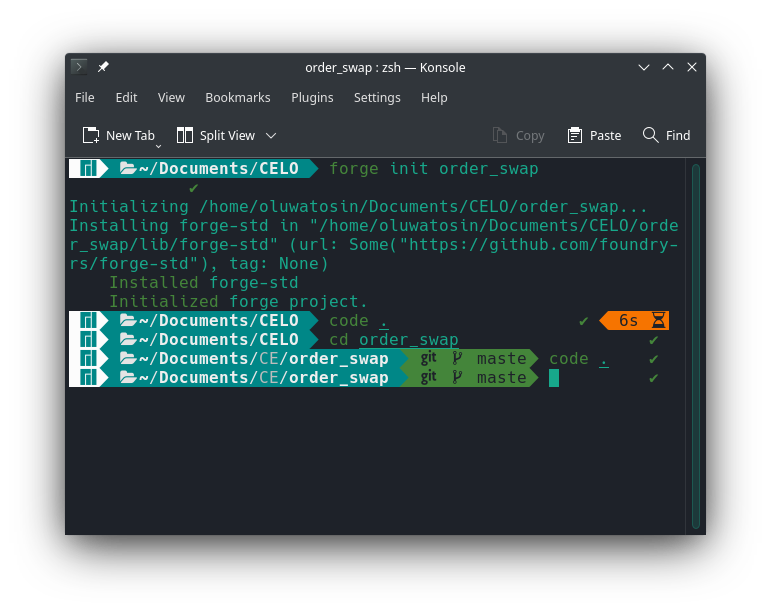 order_swap : zsh — Konsole
File Edit View Bookmarks Plugins Settings Help
New Tab Split View Copy Paste Find
~/Documents/CELO forge init order_swap
✔
Initializing /home/oluwatosin/Documents/CELO/order_swap...
Installing forge-std in "/home/oluwatosin/Documents/CELO/orde
r_swap/lib/forge-std" (url: Some("https://github.com/foundry-
rs/forge-std"), tag: None)
Installed forge-std
Initialized forge project.
~/Documents/CELO code . ✔ 6s
~/Documents/CELO cd order_swap ✔
~/Documents/CE/order_swap git maste code . ✔
~/Documents/CE/order_swap git maste ✔